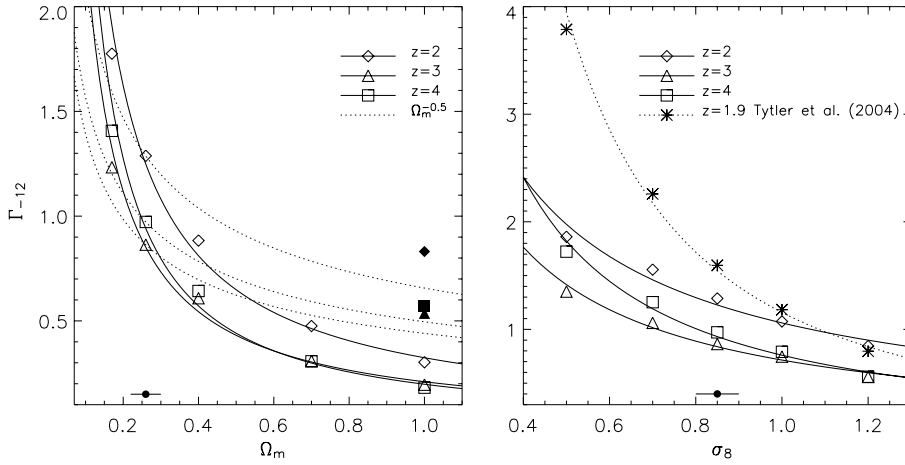 2.0
1.5
1.0
0.5
Γ₋₁₂
0.2 0.4 0.6 0.8 1.0
Ωₘ
z=2
z=3
z=4
Ωₘ⁻⁰·⁵
4
3
2
1
0.4 0.6 0.8 1.0 1.2
σ₈
z=2
z=3
z=4
z=1.9 Tytler et al. (2004)